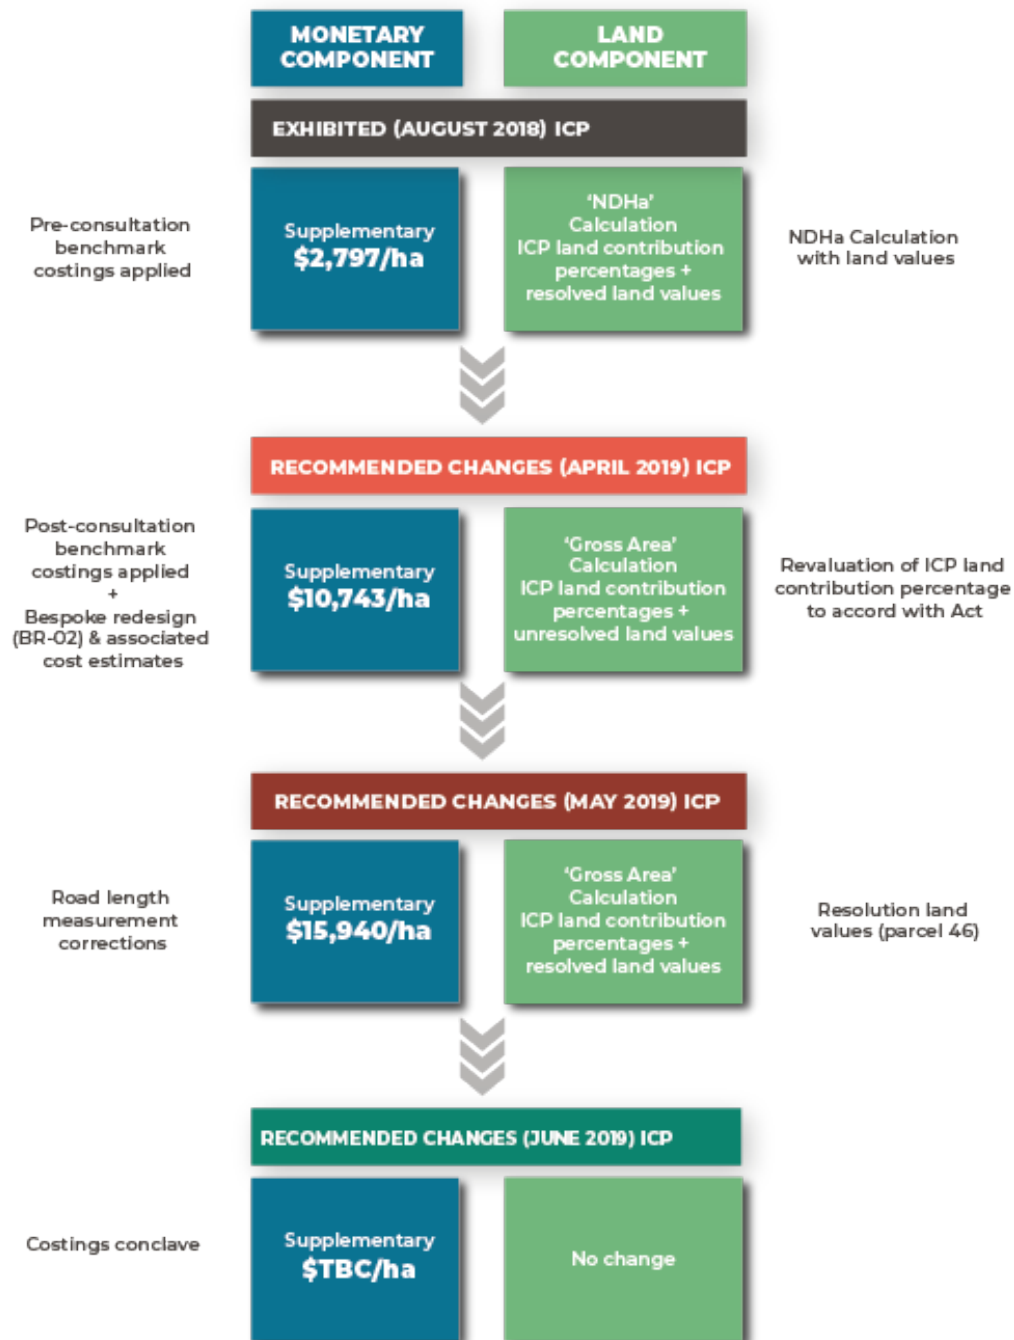 MONETARY
COMPONENT
LAND
COMPONENT
EXHIBITED (AUGUST 2018) ICP
Pre-consultation
benchmark
costings applied
Supplementary
$2,797/ha
‘NDHa’
Calculation
ICP land contribution
percentages +
resolved land values
NDHa Calculation
with land values
RECOMMENDED CHANGES (APRIL 2019) ICP
Post-consultation
benchmark
costings applied
+
Bespoke redesign
(BR-02) & associated
cost estimates
Supplementary
$10,743/ha
‘Gross Area’
Calculation
ICP land contribution
percentages +
unresolved land values
Revaluation of ICP land
contribution percentage
to accord with Act
RECOMMENDED CHANGES (MAY 2019) ICP
Road length
measurement
corrections
Supplementary
$15,940/ha
‘Gross Area’
Calculation
ICP land contribution
percentages +
resolved land values
Resolution land
values (parcel 46)
RECOMMENDED CHANGES (JUNE 2019) ICP
Costings conclave
Supplementary
$TBC/ha
No change